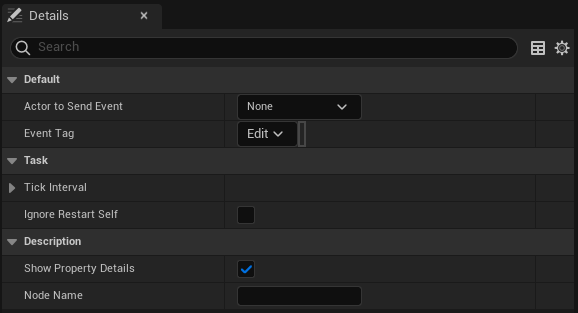 Details
Search
Default
Actor to Send Event None
Event Tag Edit
Task
Tick Interval
Ignore Restart Self
Description
Show Property Details
Node Name